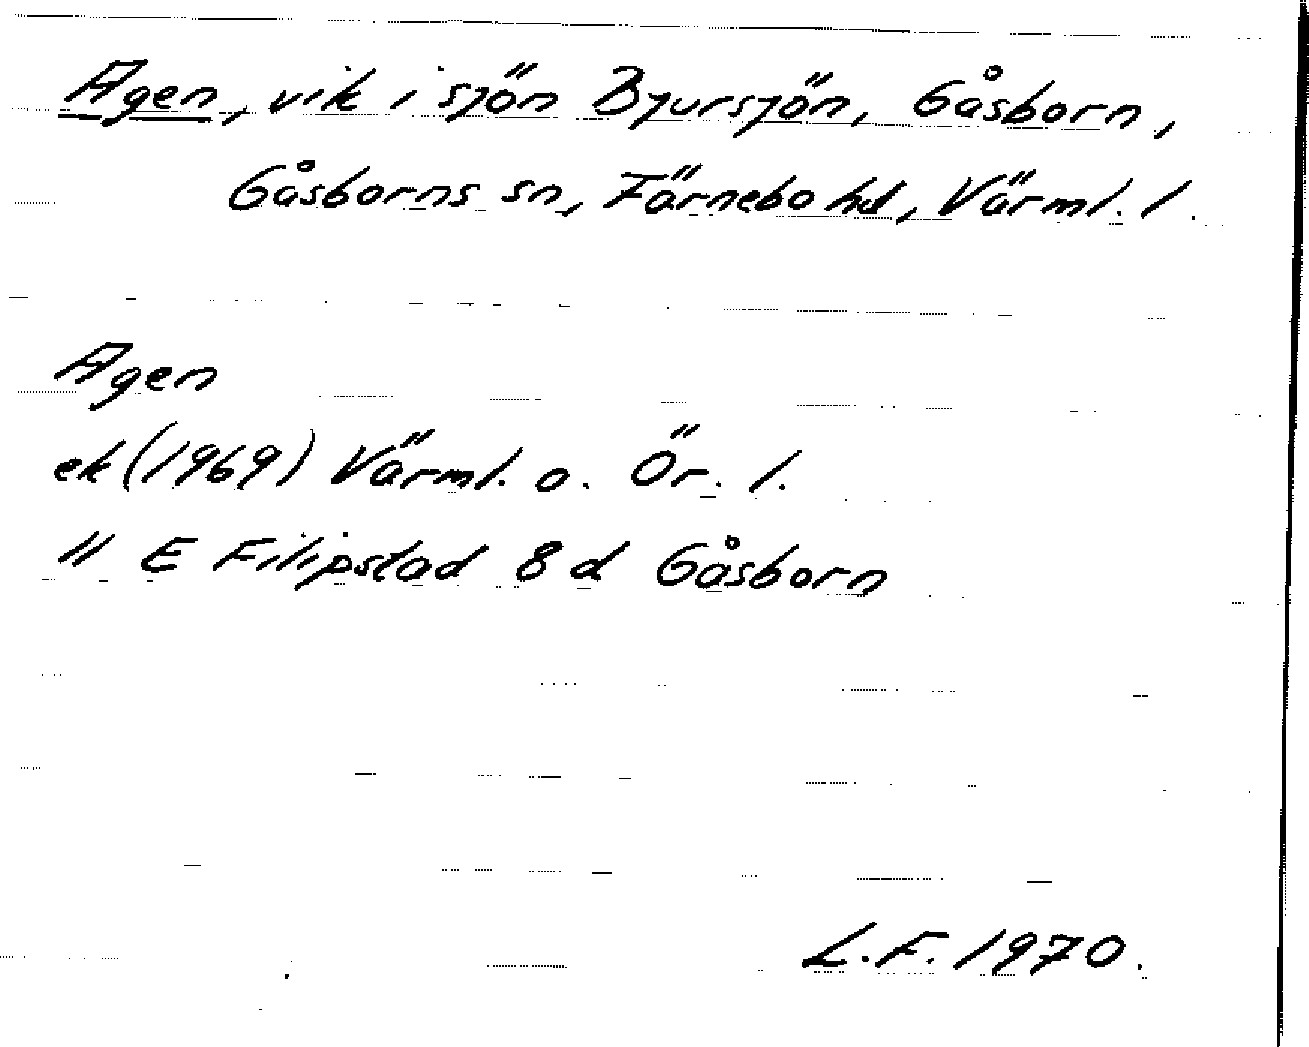 Agen, vik i sjön Bjursjön, Gåsborn,
Gåsborns sn, Färnebo hd, Värml. l.
Agen
ek (1969) Värml. o. Ör. l.
" E Filipstad 8 d Gåsborn
L.F. 1970.